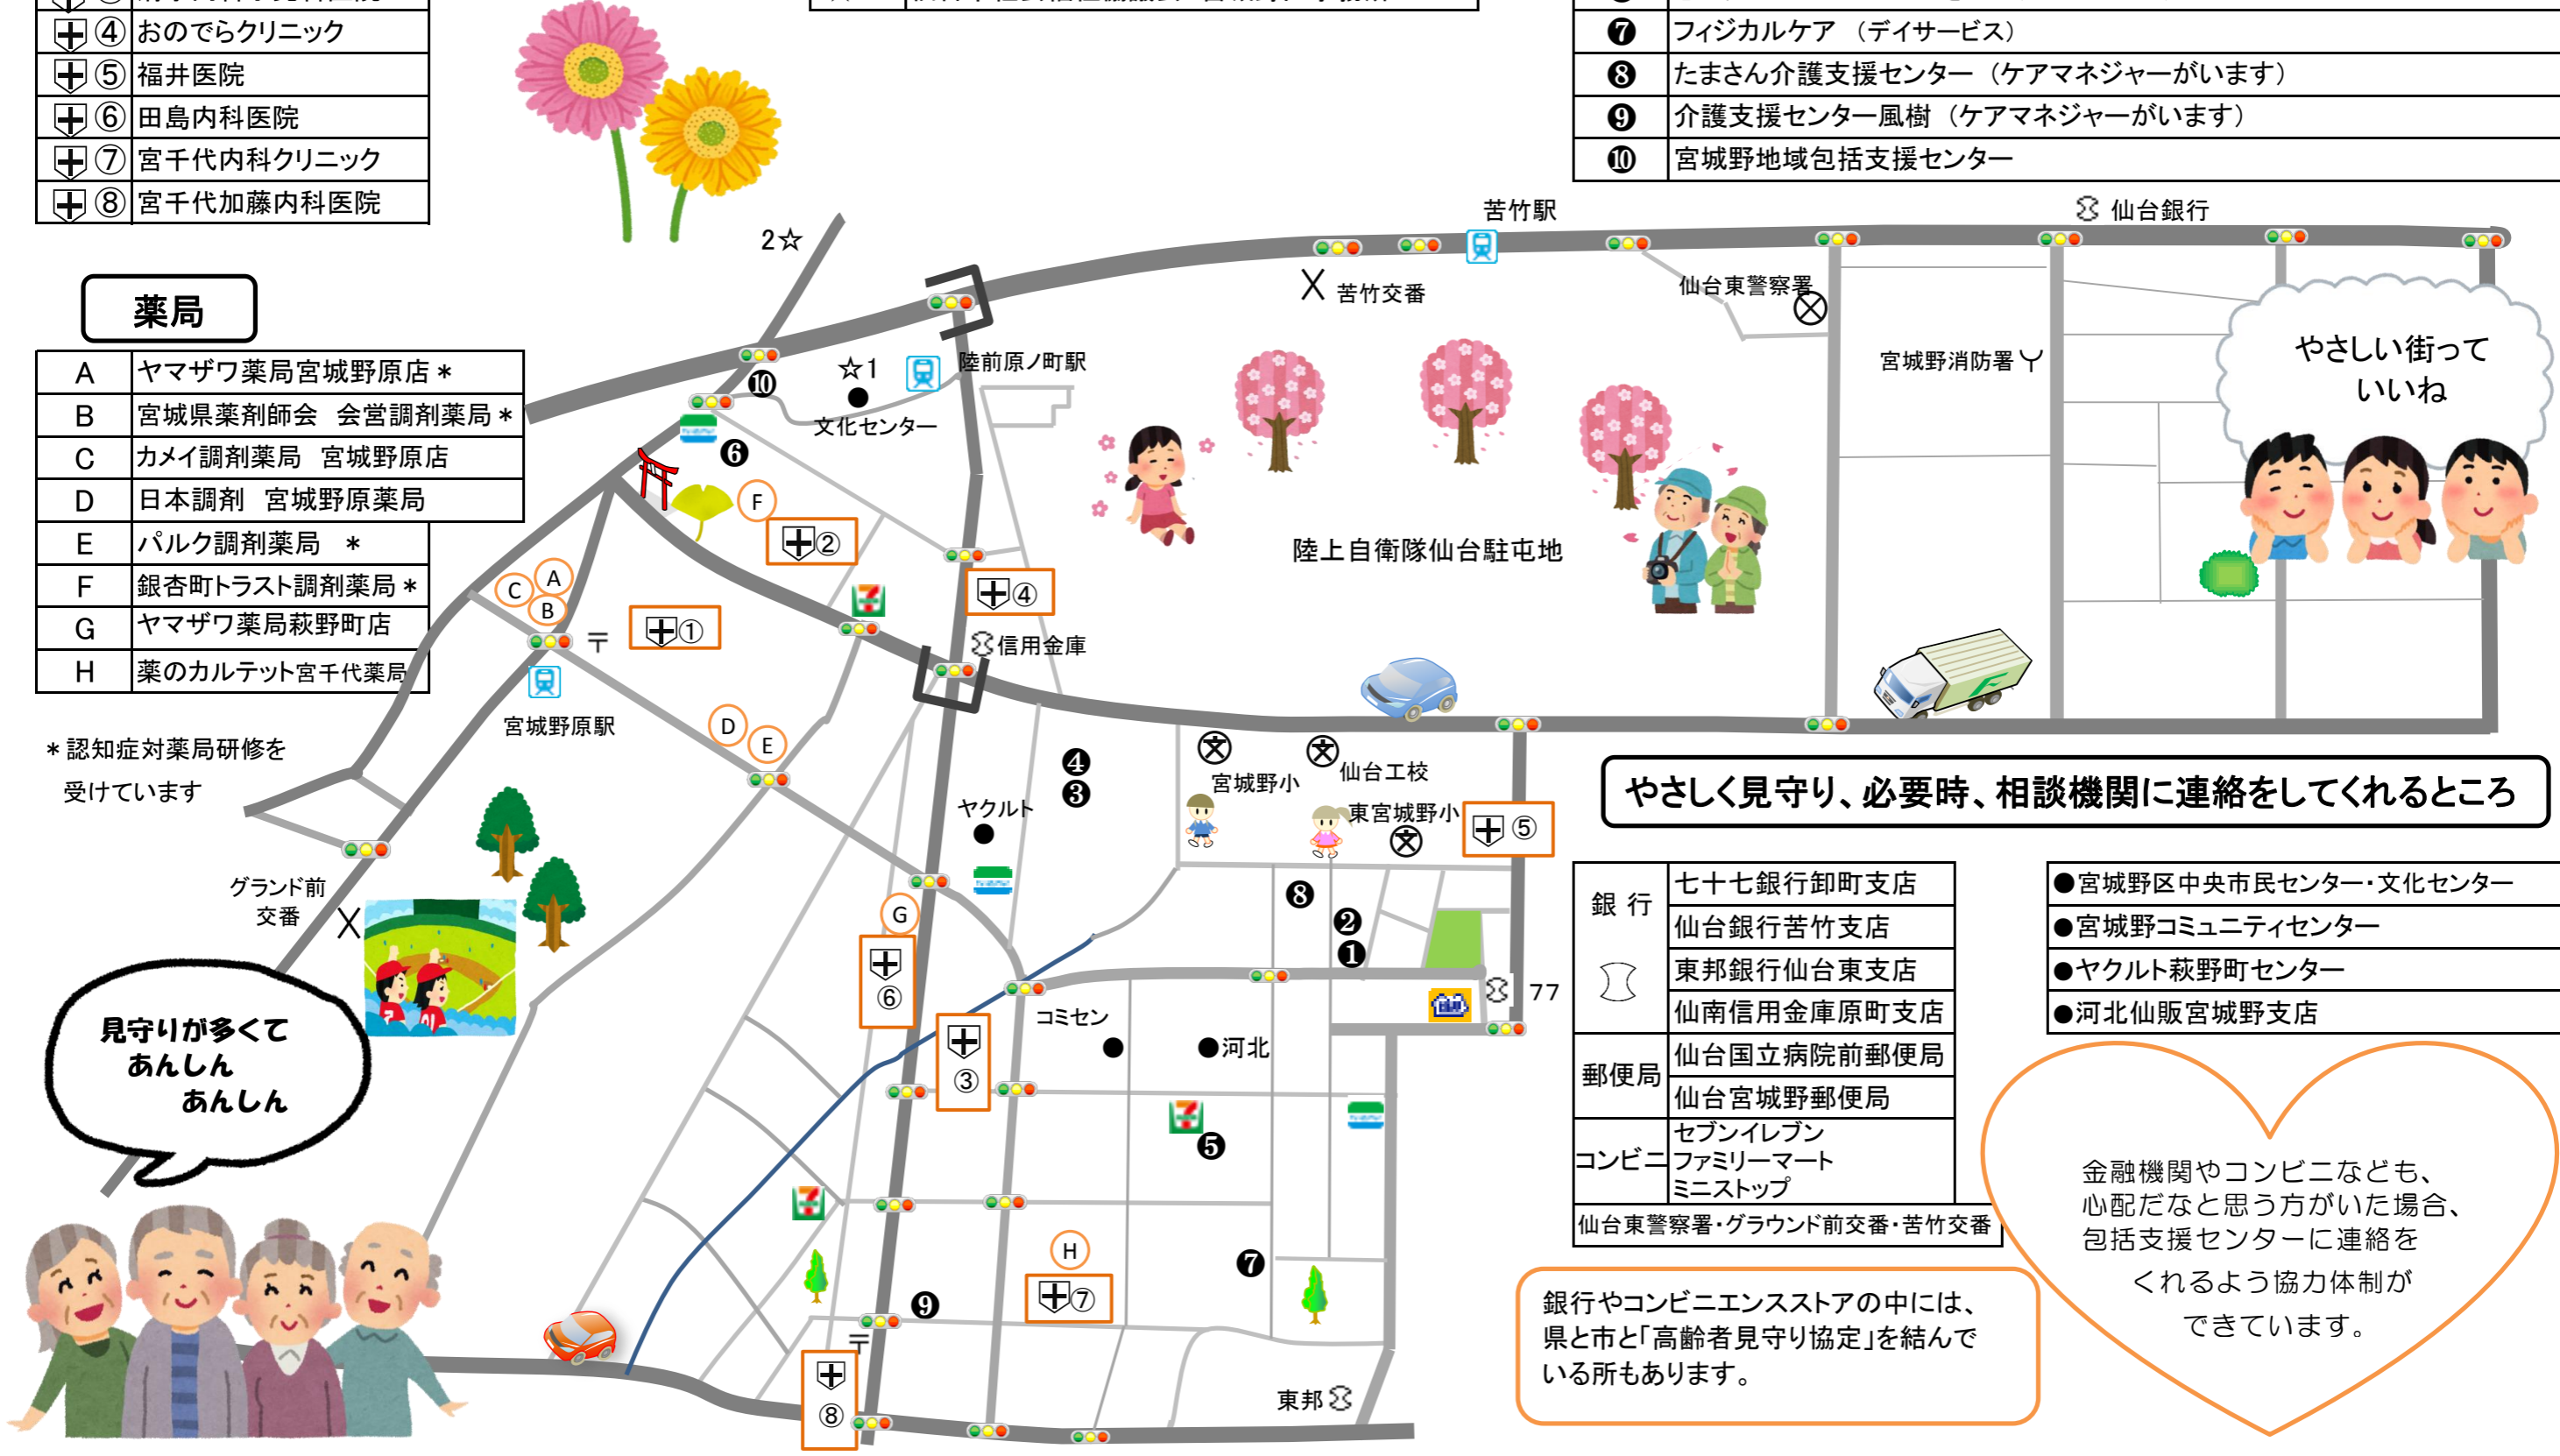 ④ おのでらクリニック
⑤ 福井医院
⑥ 田島内科医院
⑦ 宮千代内科クリニック
⑧ 宮千代加藤内科医院
❼ フィジカルケア （デイサービス）
❽ たまさん介護支援センター （ケアマネジャーがいます）
❾ 介護支援センター風樹 （ケアマネジャーがいます）
❿ 宮城野地域包括支援センター
薬局
A ヤマザワ薬局宮城野原店＊
B 宮城県薬剤師会 会営調剤薬局＊
C カメイ調剤薬局 宮城野原店
D 日本調剤 宮城野原薬局
E パルク調剤薬局 ＊
F 銀杏町トラスト調剤薬局＊
G ヤマザワ薬局萩野町店
H 薬のカルテット宮千代薬局
＊認知症対薬局研修を
受けています
2☆
苦竹駅
仙台銀行
苦竹交番
仙台東警察署
宮城野消防署
❿
☆1
陸前原ノ町駅
文化センター
❻
F
②
④
陸上自衛隊仙台駐屯地
やさしい街って
いいね
C
A
B
〒
①
信用金庫
宮城野原駅
D
E
❹
❸
宮城野小
仙台工校
東宮城野小
⑤
ヤクルト
グランド前
交番
G
⑥
❽
❷
❶
77
コミセン
河北
③
❺
H
⑦
❼
❾
〒
⑧
東邦
見守りが多くて
あんしん
あんしん
やさしく見守り、必要時、相談機関に連絡をしてくれるところ
銀 行
七十七銀行卸町支店
仙台銀行苦竹支店
東邦銀行仙台東支店
仙南信用金庫原町支店
郵便局
仙台国立病院前郵便局
仙台宮城野郵便局
コンビニ
セブンイレブン
ファミリーマート
ミニストップ
仙台東警察署・グラウンド前交番・苦竹交番
●宮城野区中央市民センター・文化センター
●宮城野コミュニティセンター
●ヤクルト萩野町センター
●河北仙販宮城野支店
銀行やコンビニエンスストアの中には、
県と市と「高齢者見守り協定」を結んで
いる所もあります。
金融機関やコンビニなども、
心配だなと思う方がいた場合、
包括支援センターに連絡を
くれるよう協力体制が
できています。